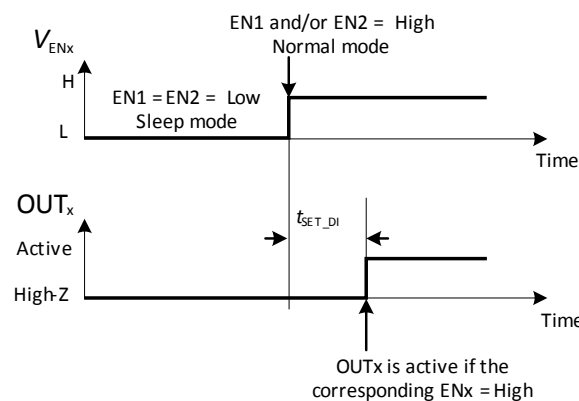 EN1 and/or EN2 = High
Normal mode
VENx
H
EN1 = EN2 = Low
Sleep mode
L
Time
OUTx
tSET_DI
Active
High-Z
Time
OUTx is active if the
corresponding ENx = High